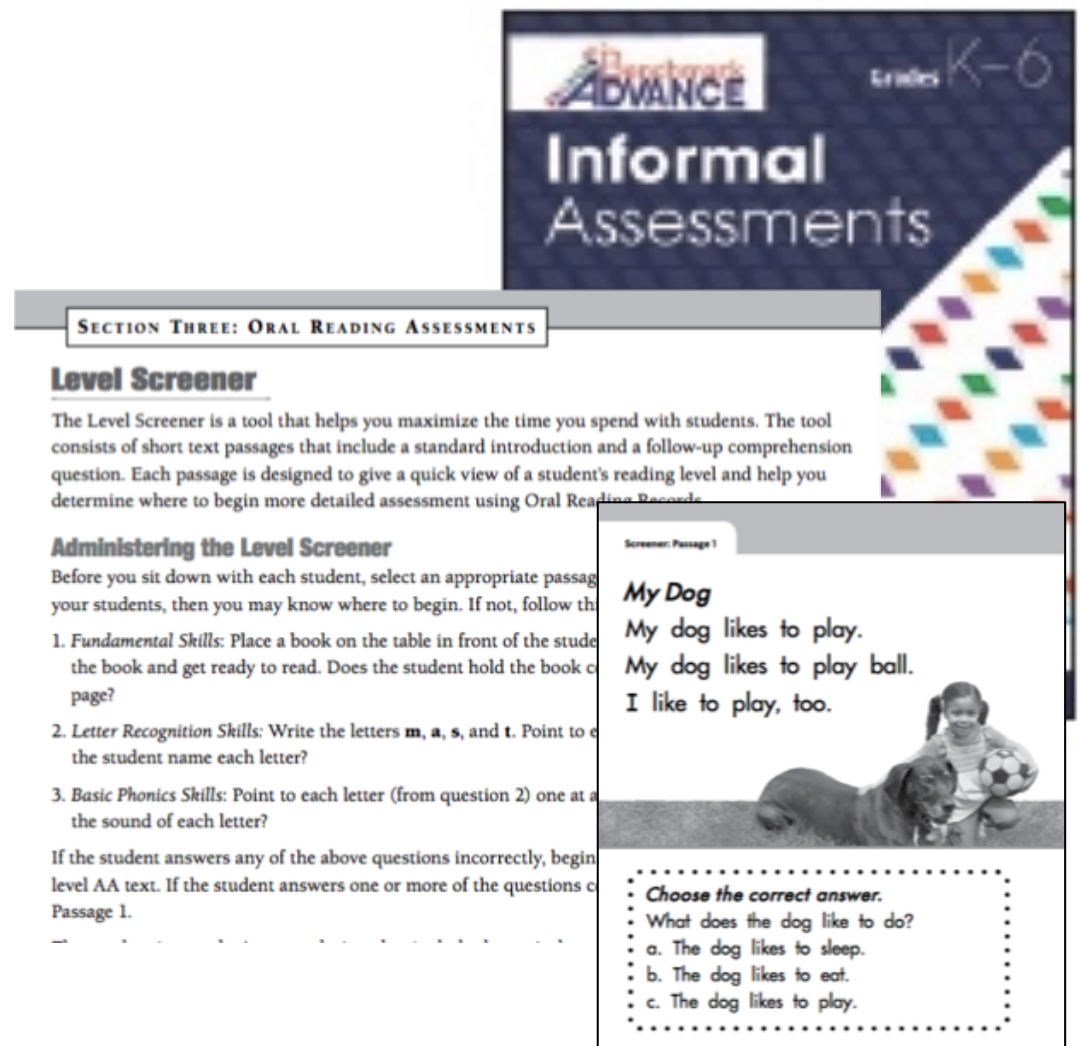 Benchmark
ADVANCE
Grades K–6
Informal
Assessments
SECTION THREE: ORAL READING ASSESSMENTS
Level Screener
The Level Screener is a tool that helps you maximize the time you spend with students. The tool
consists of short text passages that include a standard introduction and a follow-up comprehension
question. Each passage is designed to give a quick view of a student's reading level and help you
determine where to begin more detailed assessment using Oral Reading Records.
Administering the Level Screener
Before you sit down with each student, select an appropriate
your students, then you may know where to begin. If not, follow
1. Fundamental Skills: Place a book on the table in front of the
the book and get ready to read. Does the student hold the book
page?
2. Letter Recognition Skills: Write the letters m, a, s, and t. Point to
the student name each letter?
3. Basic Phonics Skills: Point to each letter (from question 2) one at a
the sound of each letter?
If the student answers any of the above questions incorrectly, begin
level AA text. If the student answers one or more of the questions
Passage 1.
Screener: Passage 1
My Dog
My dog likes to play.
My dog likes to play ball.
I like to play, too.
Choose the correct answer.
What does the dog like to do?
a. The dog likes to sleep.
b. The dog likes to eat.
c. The dog likes to play.